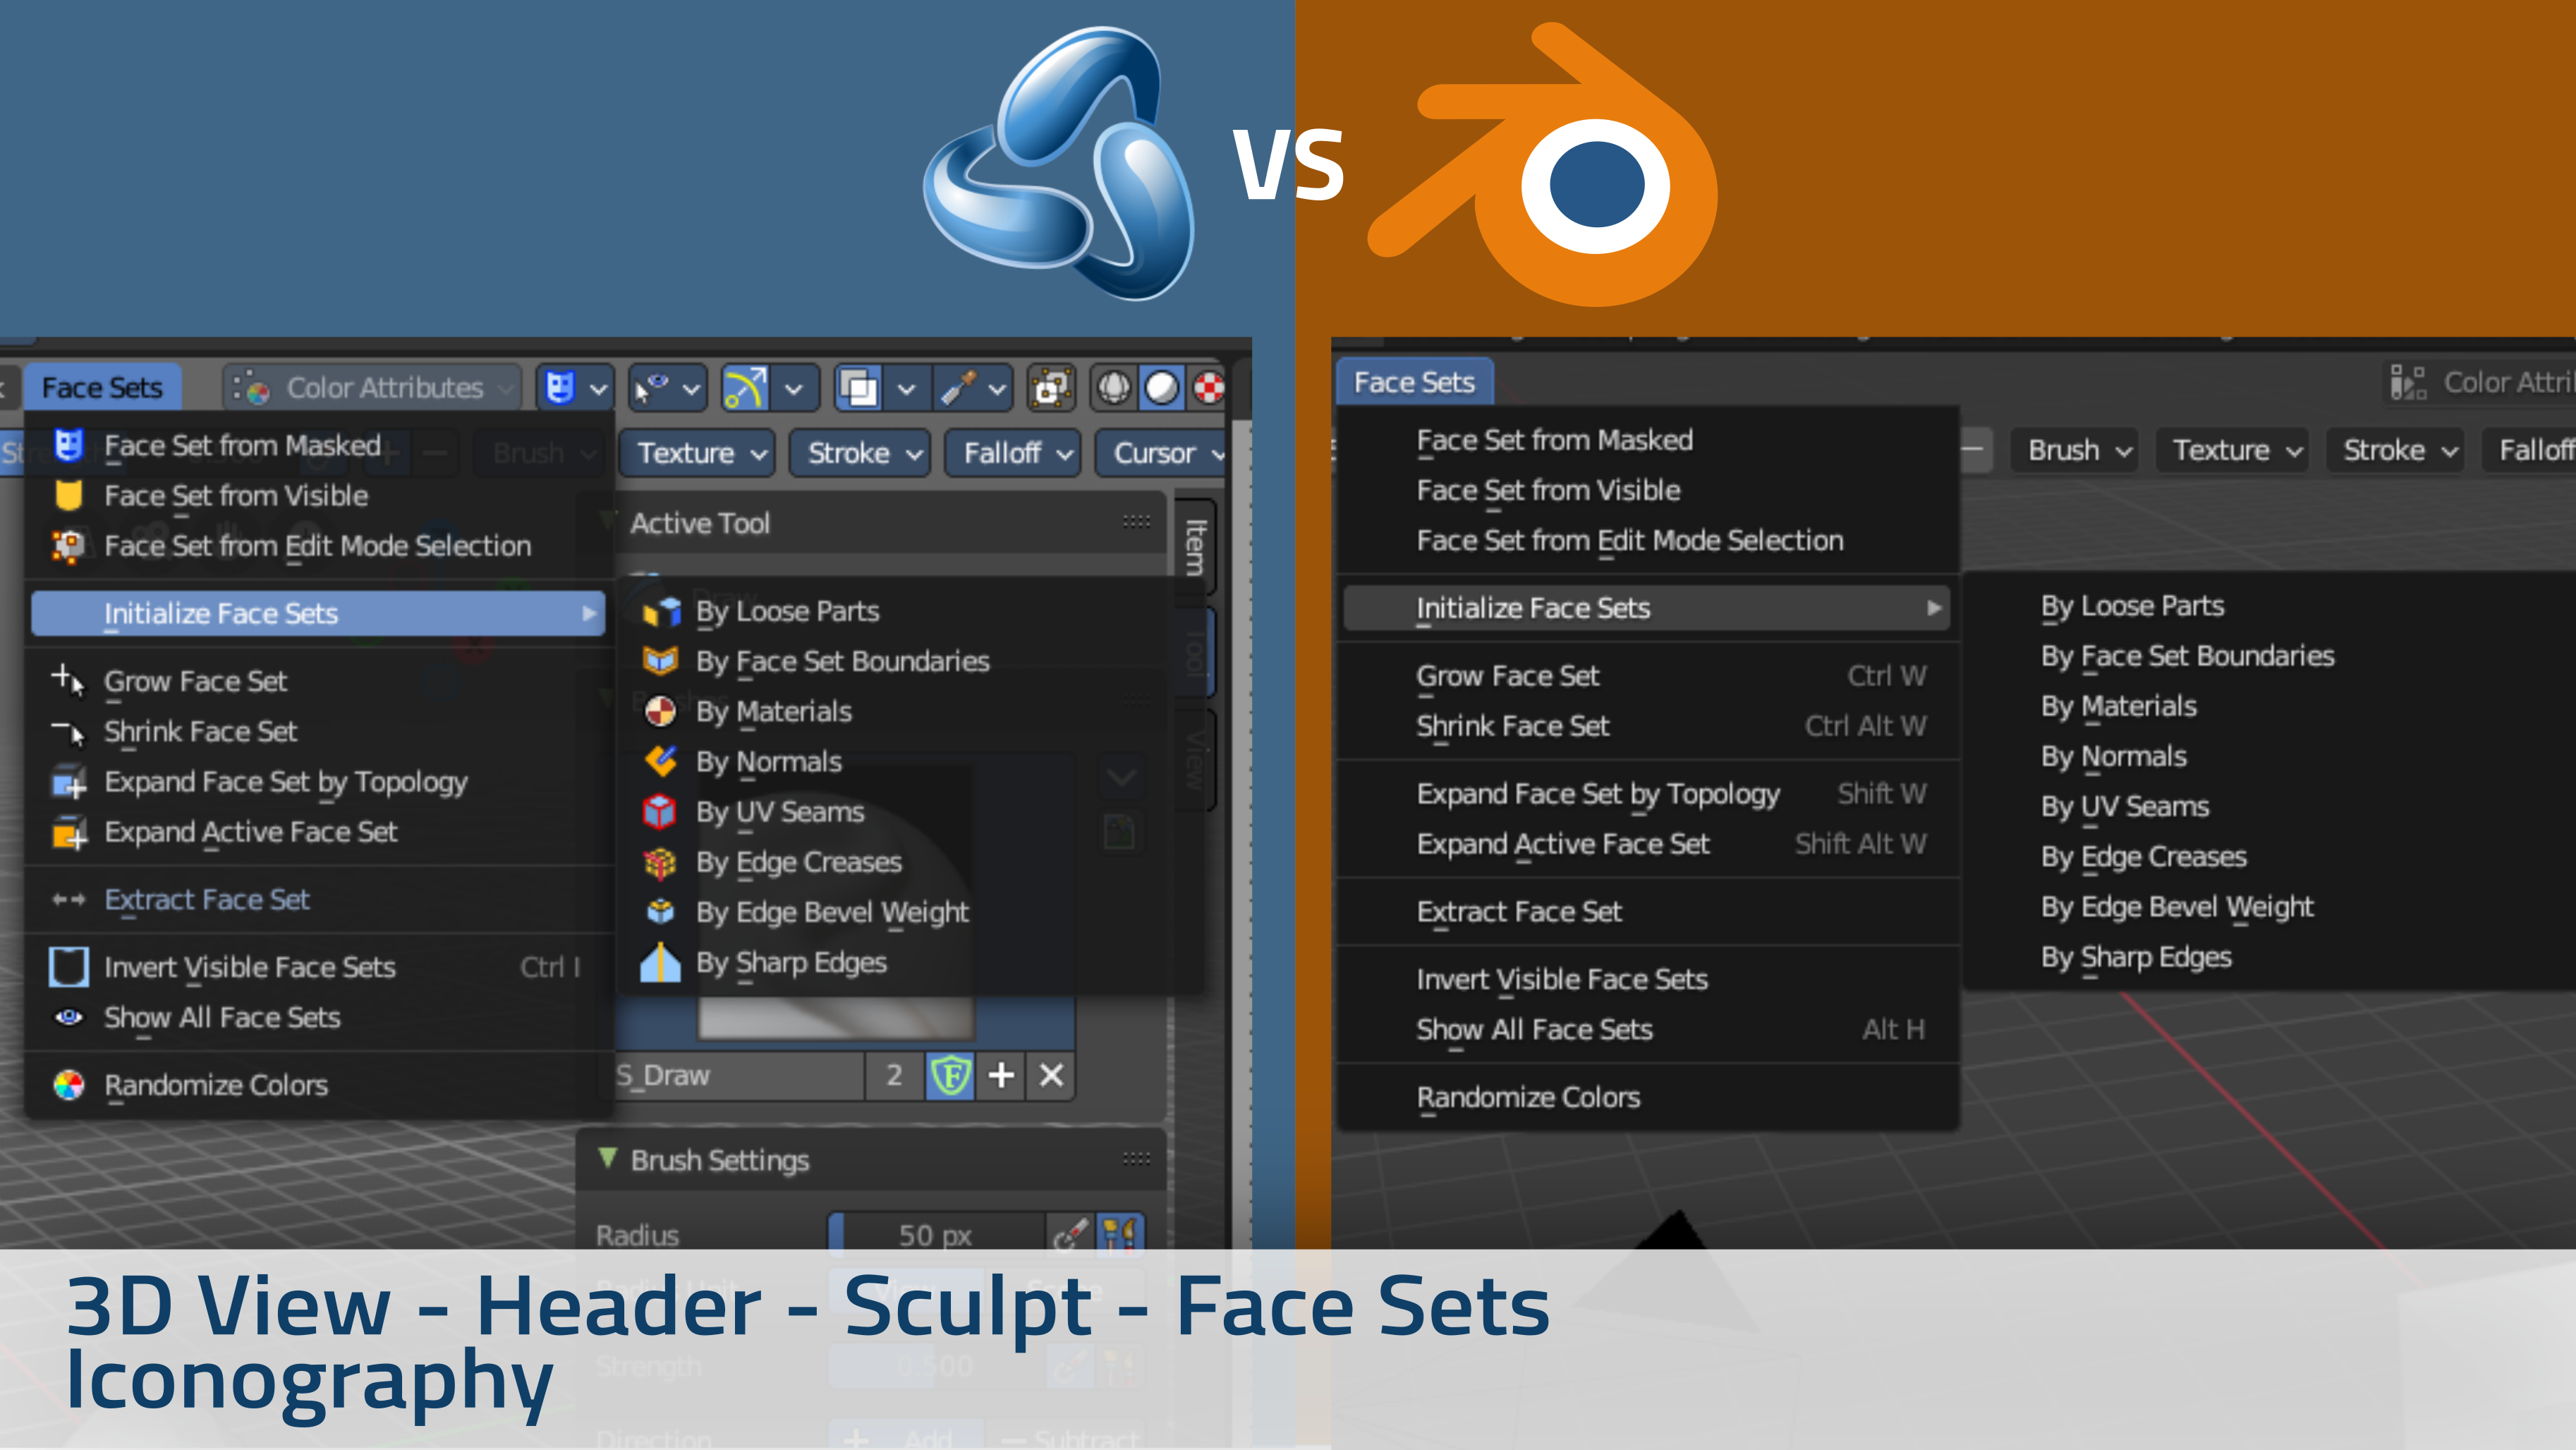 VS
Face Sets
Color Attributes
Face Set from Masked
Face Set from Visible
Face Set from Edit Mode Selection
Initialize Face Sets
Grow Face Set
Shrink Face Set
Expand Face Set by Topology
Expand Active Face Set
Extract Face Set
Invert Visible Face Sets Ctrl I
Show All Face Sets
Randomize Colors
Brush
Texture
Stroke
Falloff
Cursor
Active Tool
Item
Tool
View
By Loose Parts
By Face Set Boundaries
By Materials
By Normals
By UV Seams
By Edge Creases
By Edge Bevel Weight
By Sharp Edges
S_Draw 2 F
Brush Settings
Radius 50 px
Strength 0.500
Direction Add Subtract
Face Sets
Color Attri
Face Set from Masked
Face Set from Visible
Face Set from Edit Mode Selection
Initialize Face Sets
Grow Face Set Ctrl W
Shrink Face Set Ctrl Alt W
Expand Face Set by Topology Shift W
Expand Active Face Set Shift Alt W
Extract Face Set
Invert Visible Face Sets
Show All Face Sets Alt H
Randomize Colors
Brush
Texture
Stroke
Falloff
By Loose Parts
By Face Set Boundaries
By Materials
By Normals
By UV Seams
By Edge Creases
By Edge Bevel Weight
By Sharp Edges
3D View - Header - Sculpt - Face Sets
Iconography